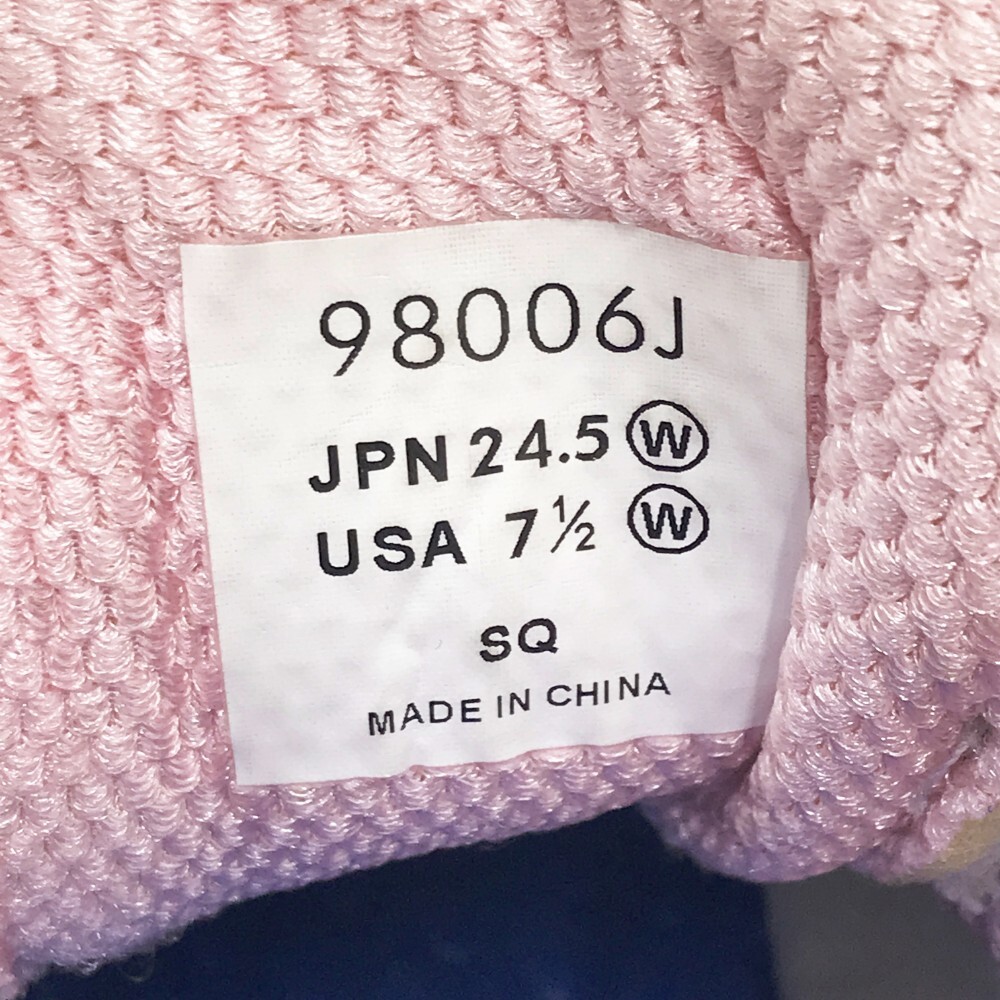 98006J
JPN 24.5 Ⓦ
USA 7½ Ⓦ
SQ
MADE IN CHINA